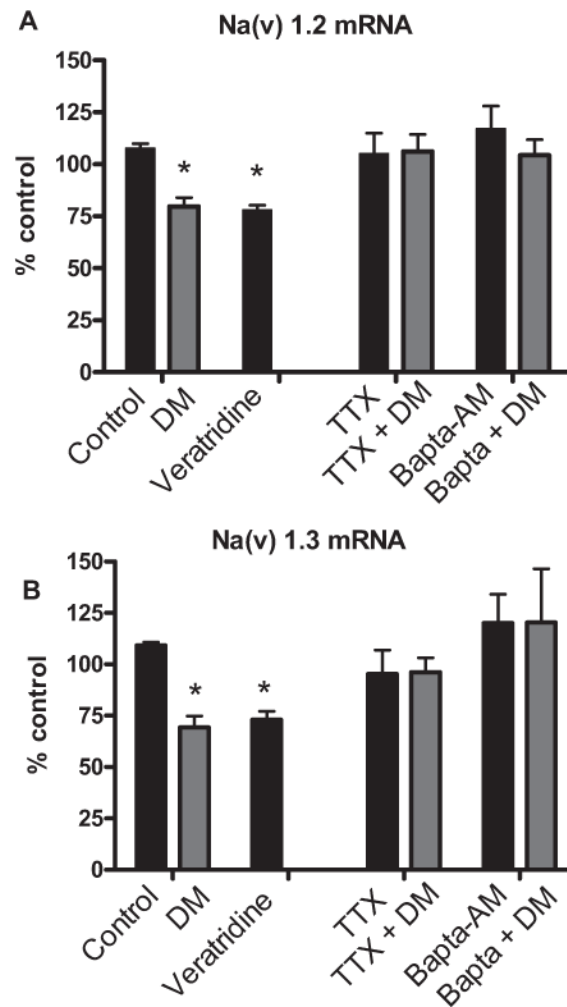 A
Na(v) 1.2 mRNA
150
125
100
75
50
25
0
% control
* *
Control
DM
Veratridine
TTX
TTX + DM
Bapta-AM
Bapta + DM
B
Na(v) 1.3 mRNA
150
125
100
75
50
25
0
% control
* *
Control
DM
Veratridine
TTX
TTX + DM
Bapta-AM
Bapta + DM